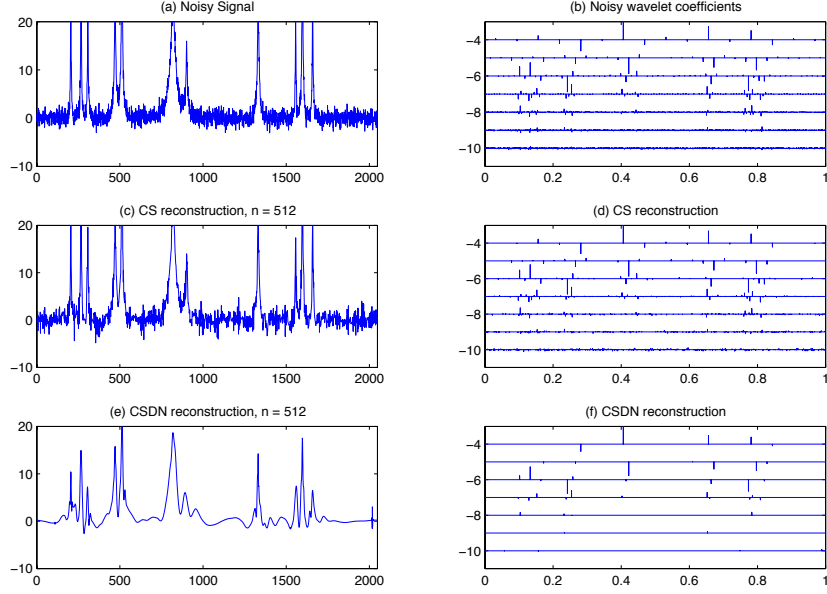 (a) Noisy Signal
20
10
0
−10
0 500 1000 1500 2000
(b) Noisy wavelet coefficients
−4
−6
−8
−10
0 0.2 0.4 0.6 0.8 1
(c) CS reconstruction, n = 512
20
10
0
−10
0 500 1000 1500 2000
(d) CS reconstruction
−4
−6
−8
−10
0 0.2 0.4 0.6 0.8 1
(e) CSDN reconstruction, n = 512
20
10
0
−10
0 500 1000 1500 2000
(f) CSDN reconstruction
−4
−6
−8
−10
0 0.2 0.4 0.6 0.8 1